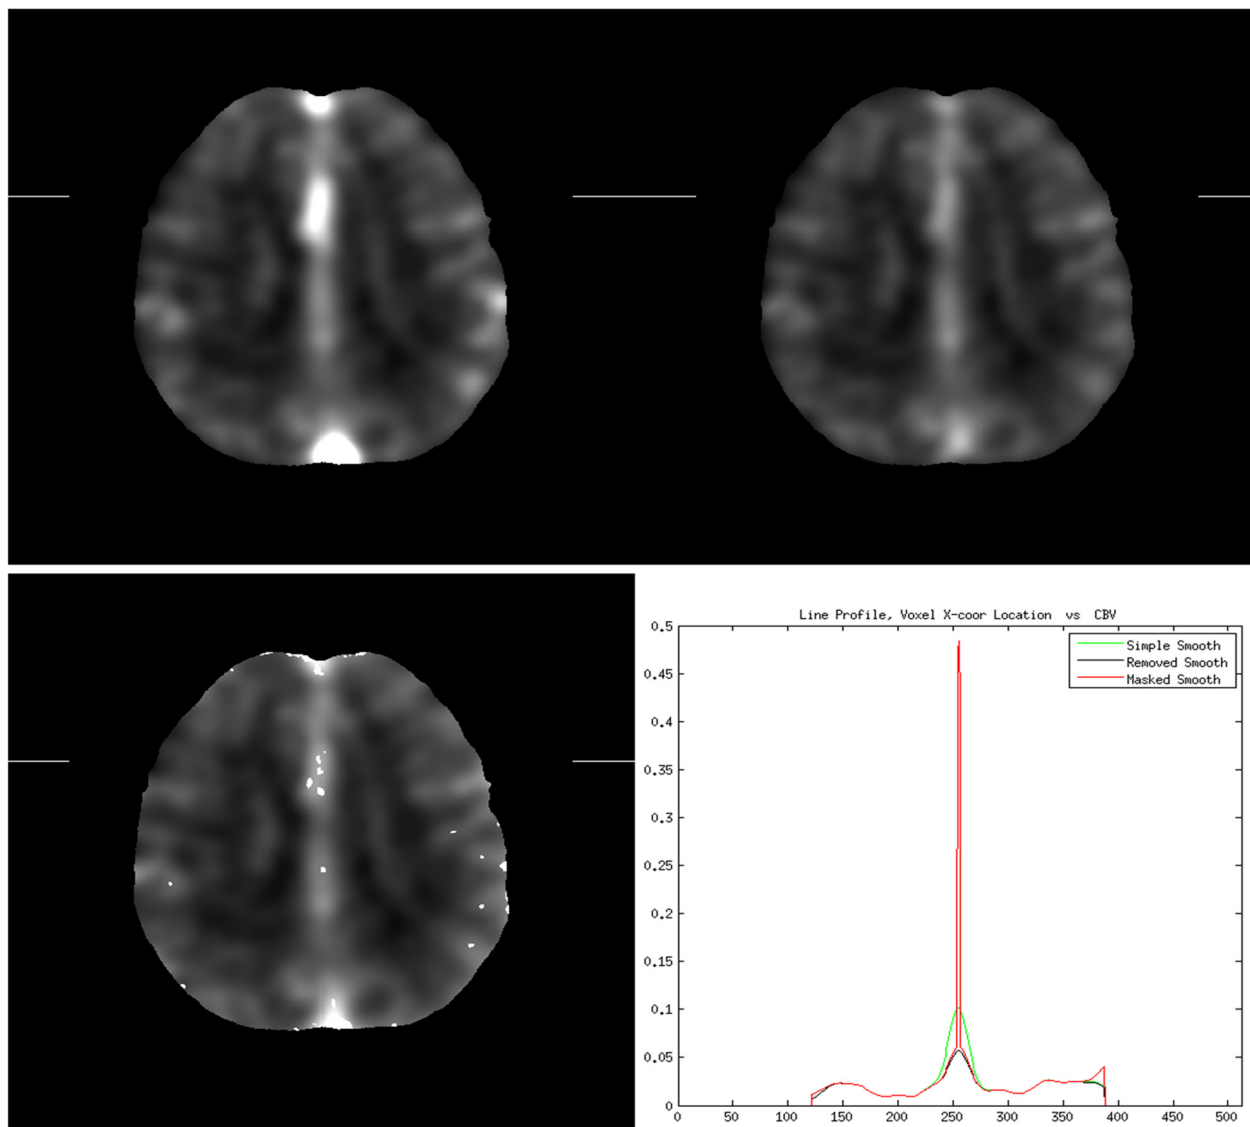 Line Profile, Voxel X-coor Location vs CBV
0.5
0.45
0.4
0.35
0.3
0.25
0.2
0.15
0.1
0.05
0
Simple Smooth
Removed Smooth
Masked Smooth
0 50 100 150 200 250 300 350 400 450 500